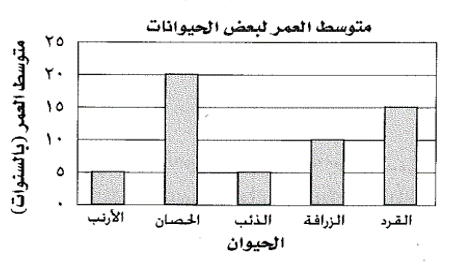 متوسط العمر لبعض الحيوانات
متوسط العمر (بالسنوات)
٢٥
٢٠
١٥
١٠
٥
٠
الأرنب الحصان الذئب الزرافة القرد
الحيوان